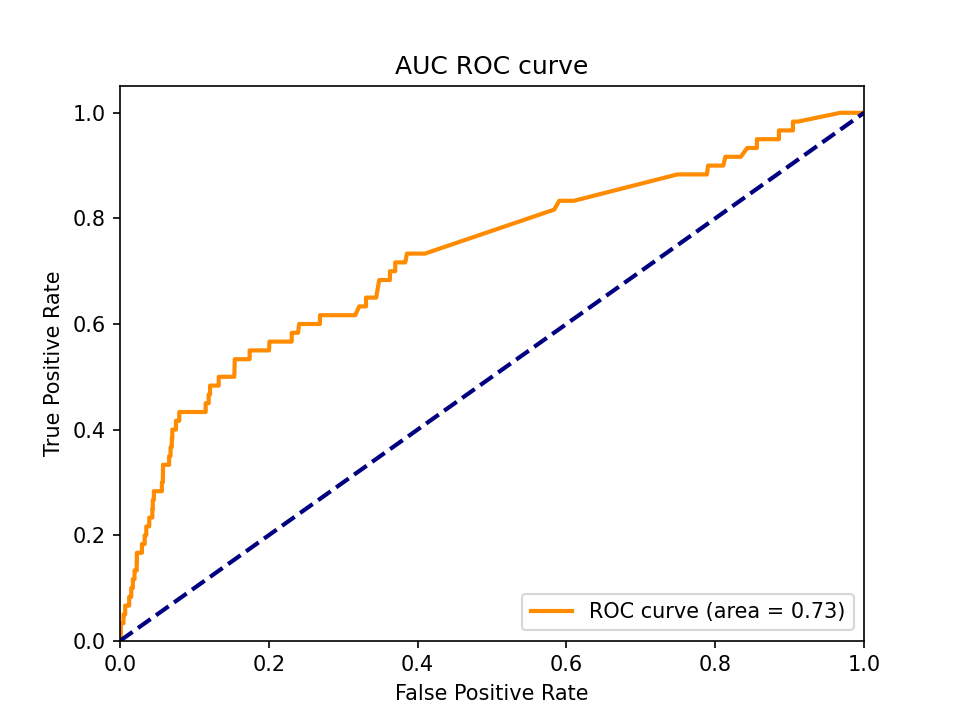 AUC ROC curve
1.0
0.8
0.6
0.4
0.2
0.0
True Positive Rate
ROC curve (area = 0.73)
0.0 0.2 0.4 0.6 0.8 1.0
False Positive Rate